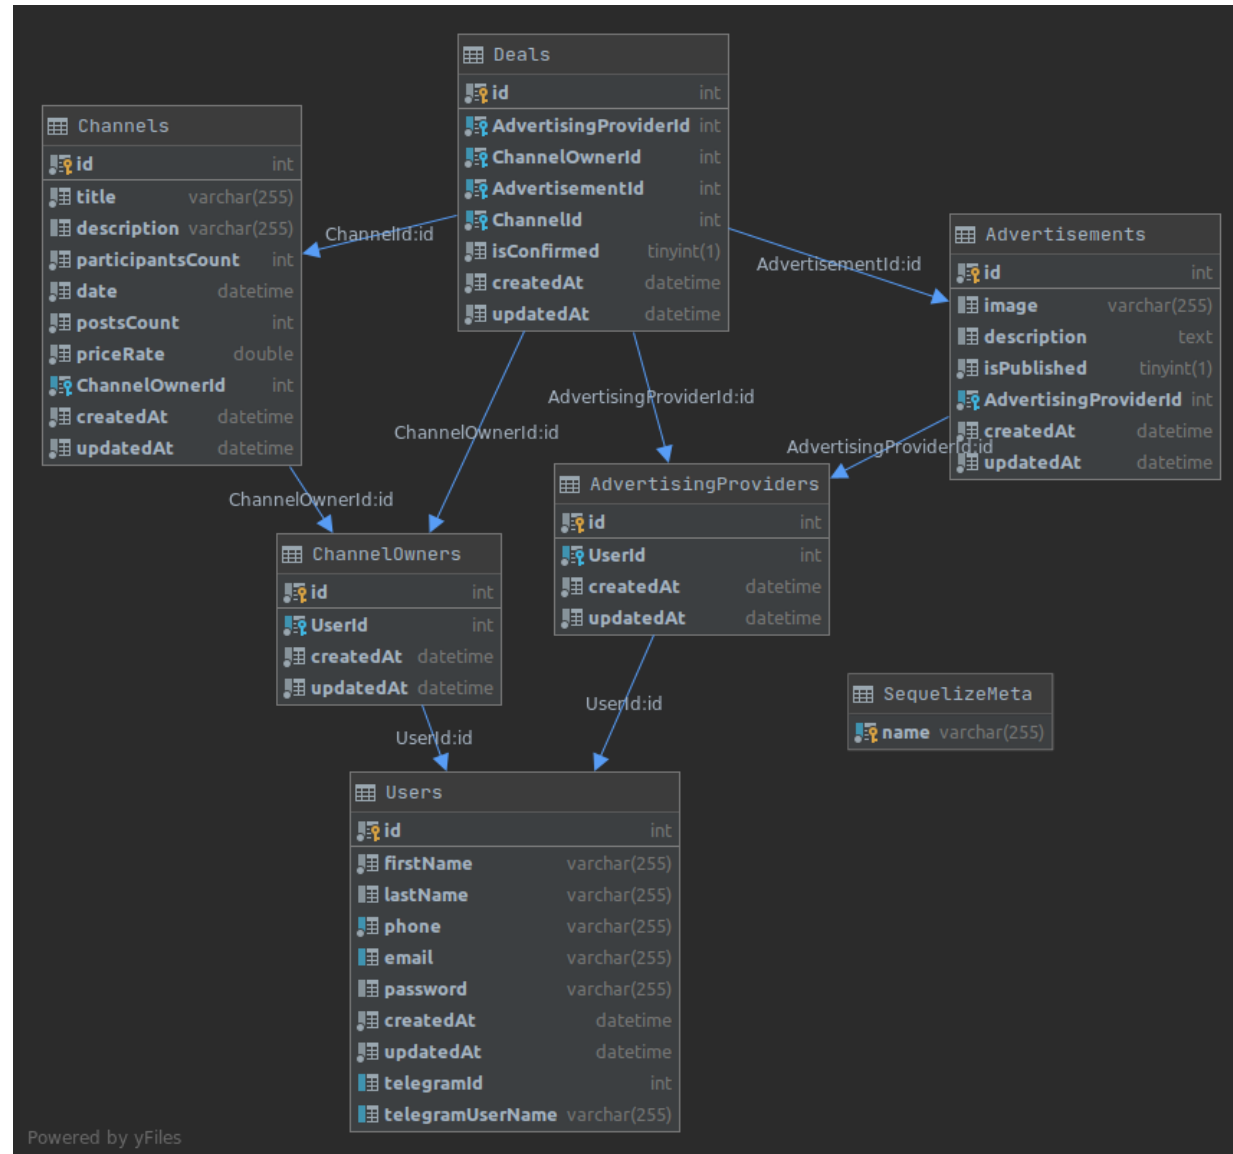 Deals
id int
AdvertisingProviderId int
ChannelOwnerId int
AdvertisementId int
ChannelId int
isConfirmed tinyint(1)
createdAt datetime
updatedAt datetime
Channels
id int
title varchar(255)
description varchar(255)
participantsCount int
date datetime
postsCount int
priceRate double
ChannelOwnerId int
createdAt datetime
updatedAt datetime
ChannelId:id
AdvertisementId:id
Advertisements
id int
image varchar(255)
description text
isPublished tinyint(1)
AdvertisingProviderId int
createdAt datetime
updatedAt datetime
AdvertisingProviderId:id
ChannelOwnerId:id
AdvertisingProviderId:id
ChannelOwnerId:id
AdvertisingProviders
id int
UserId int
createdAt datetime
updatedAt datetime
ChannelOwners
id int
UserId int
createdAt datetime
updatedAt datetime
UserId:id
UserId:id
SequelizeMeta
name varchar(255)
Users
id int
firstName varchar(255)
lastName varchar(255)
phone varchar(255)
email varchar(255)
password varchar(255)
createdAt datetime
updatedAt datetime
telegramId int
telegramUserName varchar(255)
Powered by yFiles